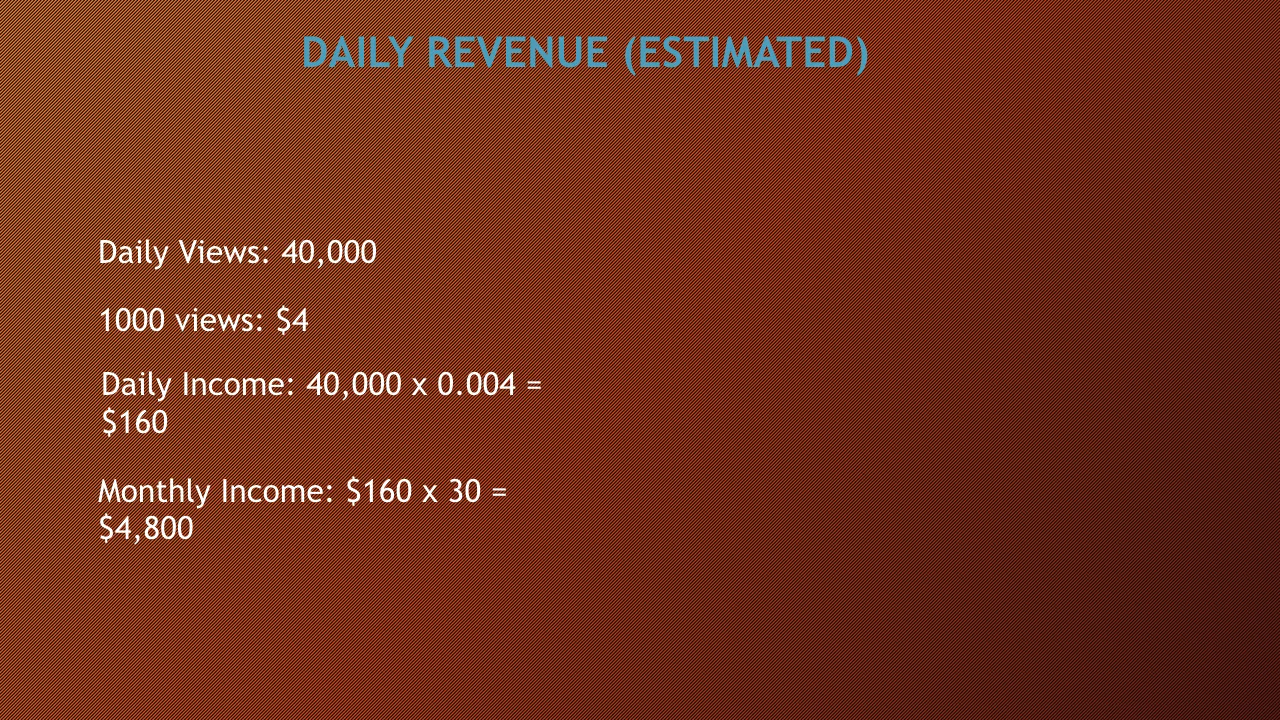 DAILY REVENUE (ESTIMATED)
Daily Views: 40,000
1000 views: $4
Daily Income: 40,000 x 0.004 =
$160
Monthly Income: $160 x 30 =
$4,800